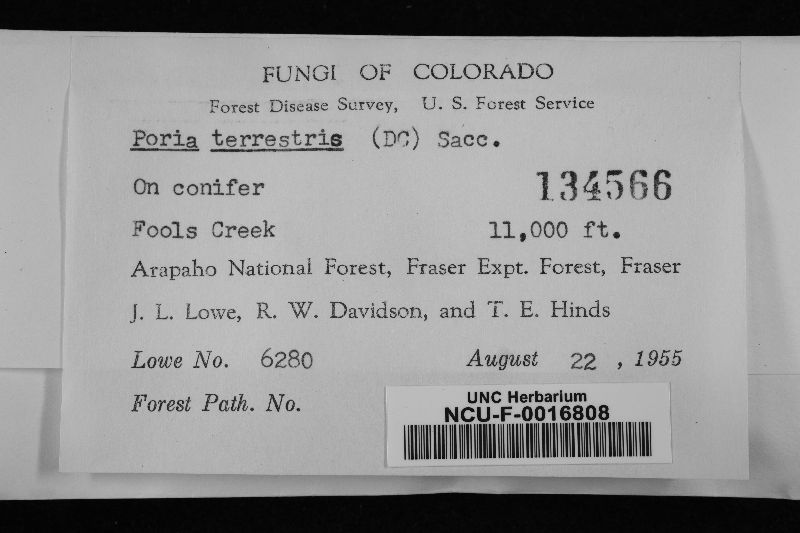 FUNGI OF COLORADO
Forest Disease Survey, U. S. Forest Service
Poria terrestris (DC) Sacc.
On conifer 134566
Fools Creek 11,000 ft.
Arapaho National Forest, Fraser Expt. Forest, Fraser
J. L. Lowe, R. W. Davidson, and T. E. Hinds
Lowe No. 6280 August 22, 1955
Forest Path. No.
UNC Herbarium
NCU-F-0016808